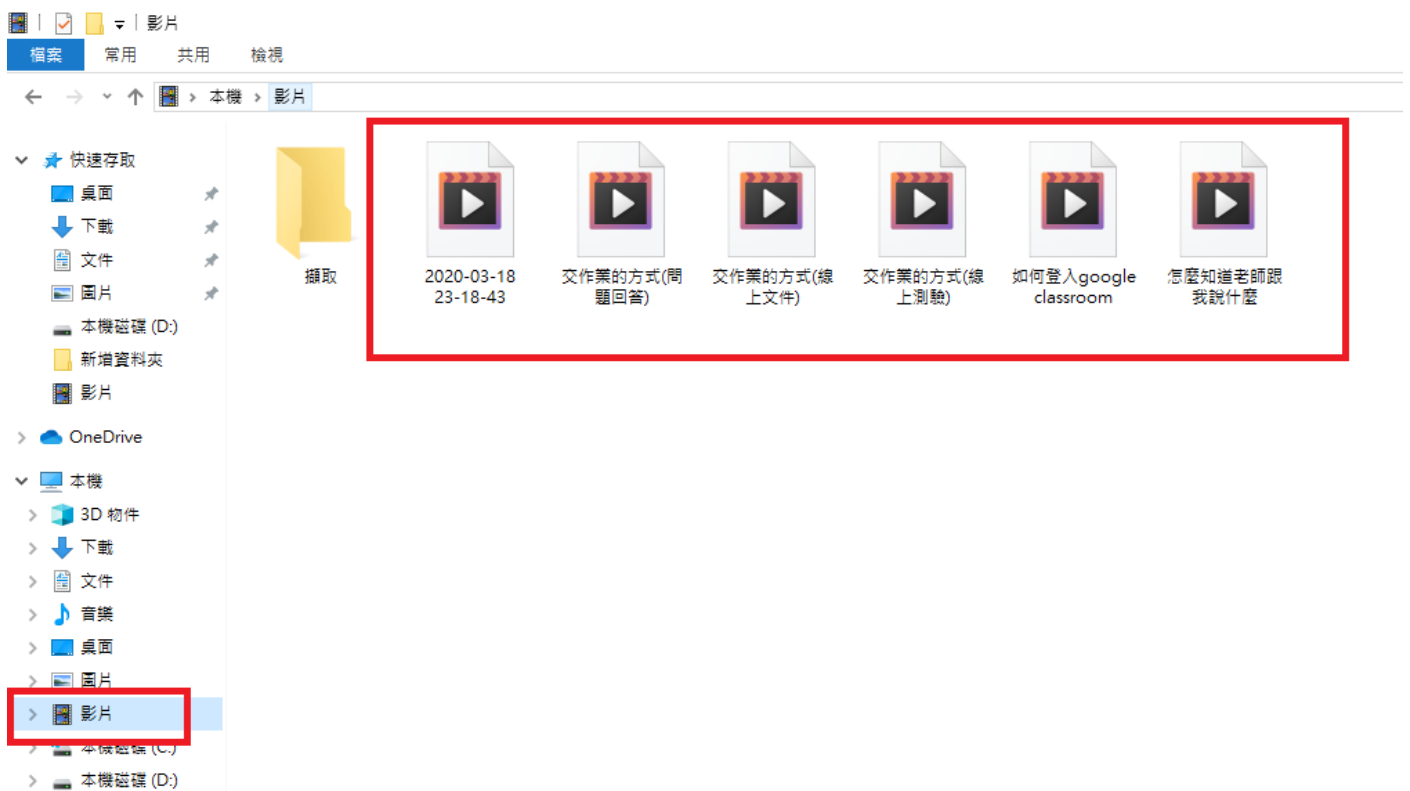 影片
檔案 常用 共用 檢視
本機 影片
快速存取
桌面
下載
文件
圖片
本機磁碟 (D:)
新增資料夾
影片
OneDrive
本機
3D 物件
下載
文件
音樂
桌面
圖片
影片
本機磁碟 (C:)
本機磁碟 (D:)
擷取
2020-03-18
23-18-43
交作業的方式(問
題回答)
交作業的方式(線
上文件)
交作業的方式(線
上測驗)
如何登入google
classroom
怎麼知道老師跟
我說什麼